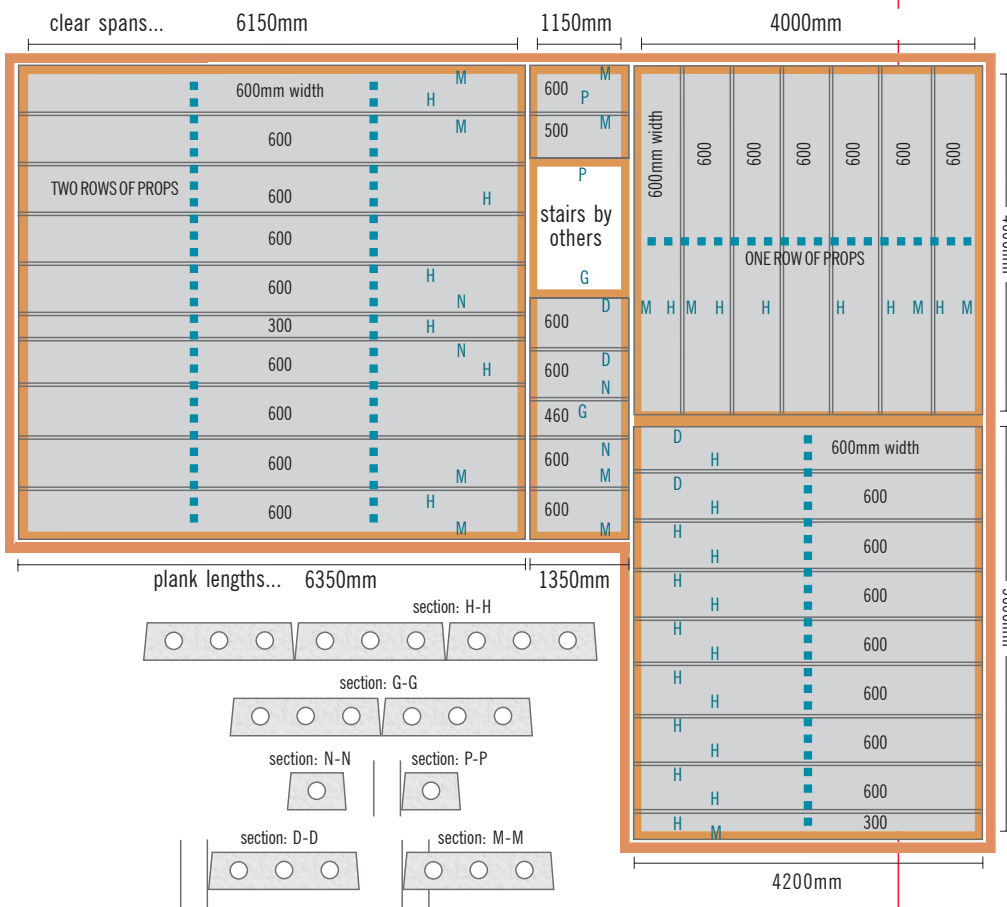 clear spans... 6150mm 1150mm 4000mm
600mm width
M
H
600
M
TWO ROWS OF PROPS
600
H
600
H
600
N
300
H
600
N
H
600
600
M
600
H
M
600
M
P
500
M
P
stairs by
others
G
600
D
600
D
N
460
G
600
N
M
600
M
600mm width
600
600
600
600
600
600
ONE ROW OF PROPS
M H M H H H H M H M
D
H
600mm width
D
H
600
H
H
600
H
H
600
H
H
600
H
H
600
H
H
600
H
H
600
H
M
300
plank lengths... 6350mm 1350mm
4200mm
section: H-H
section: G-G
section: N-N
section: P-P
section: D-D
section: M-M